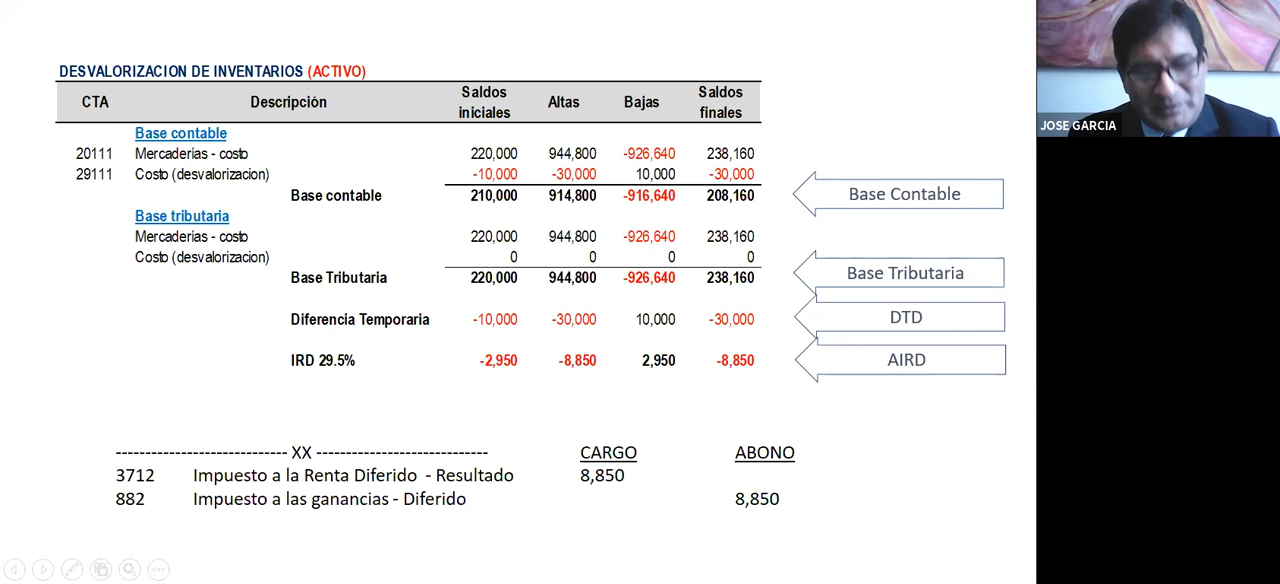 DESVALORIZACION DE INVENTARIOS (ACTIVO)
CTA Descripción Saldos iniciales Altas Bajas Saldos finales
Base contable
20111 Mercaderías - costo 220,000 944,800 -926,640 238,160
29111 Costo (desvalorizacion) -10,000 -30,000 10,000 -30,000
Base contable 210,000 914,800 -916,640 208,160
Base Contable
Base tributaria
Mercaderías - costo 220,000 944,800 -926,640 238,160
Costo (desvalorizacion) 0 0 0 0
Base Tributaria 220,000 944,800 -926,640 238,160
Base Tributaria
Diferencia Temporaria -10,000 -30,000 10,000 -30,000
DTD
IRD 29.5% -2,950 -8,850 2,950 -8,850
AIRD
----------------------------- XX ----------------------------- CARGO ABONO
3712 Impuesto a la Renta Diferido - Resultado 8,850
882 Impuesto a las ganancias - Diferido 8,850
JOSE GARCIA